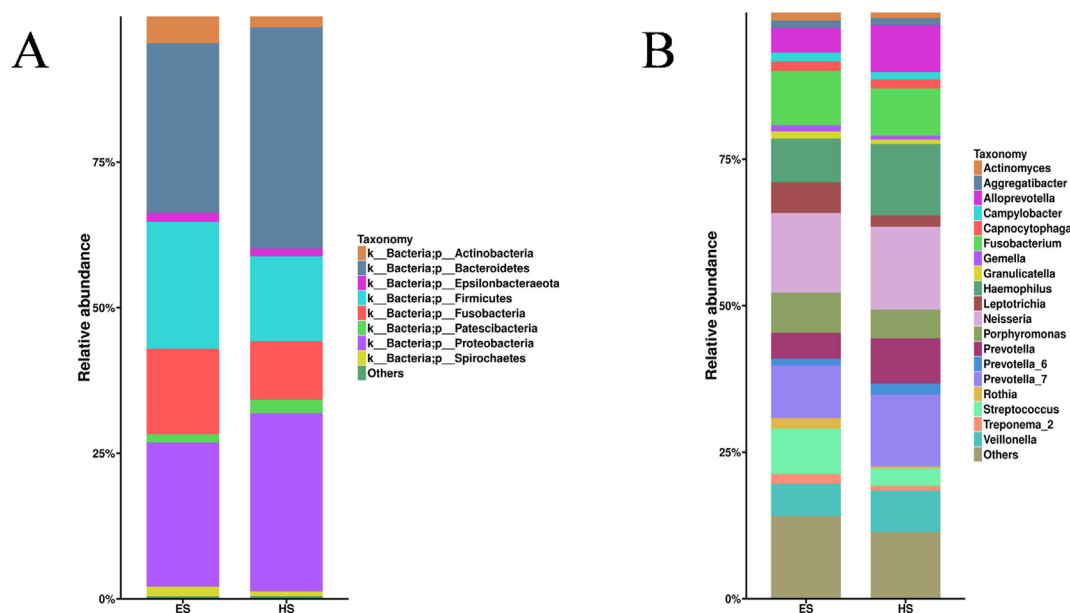 A
Relative abundance
75%
50%
25%
0%
ES
HS
Taxonomy
k__Bacteria;p__Actinobacteria
k__Bacteria;p__Bacteroidetes
k__Bacteria;p__Epsilonbacteraeota
k__Bacteria;p__Firmicutes
k__Bacteria;p__Fusobacteria
k__Bacteria;p__Patescibacteria
k__Bacteria;p__Proteobacteria
k__Bacteria;p__Spirochaetes
Others
B
Relative abundance
75%
50%
25%
0%
ES
HS
Taxonomy
Actinomyces
Aggregatibacter
Alloprevotella
Campylobacter
Capnocytophaga
Fusobacterium
Gemella
Granulicatella
Haemophilus
Leptotrichia
Neisseria
Porphyromonas
Prevotella
Prevotella_6
Prevotella_7
Rothia
Streptococcus
Treponema_2
Veillonella
Others